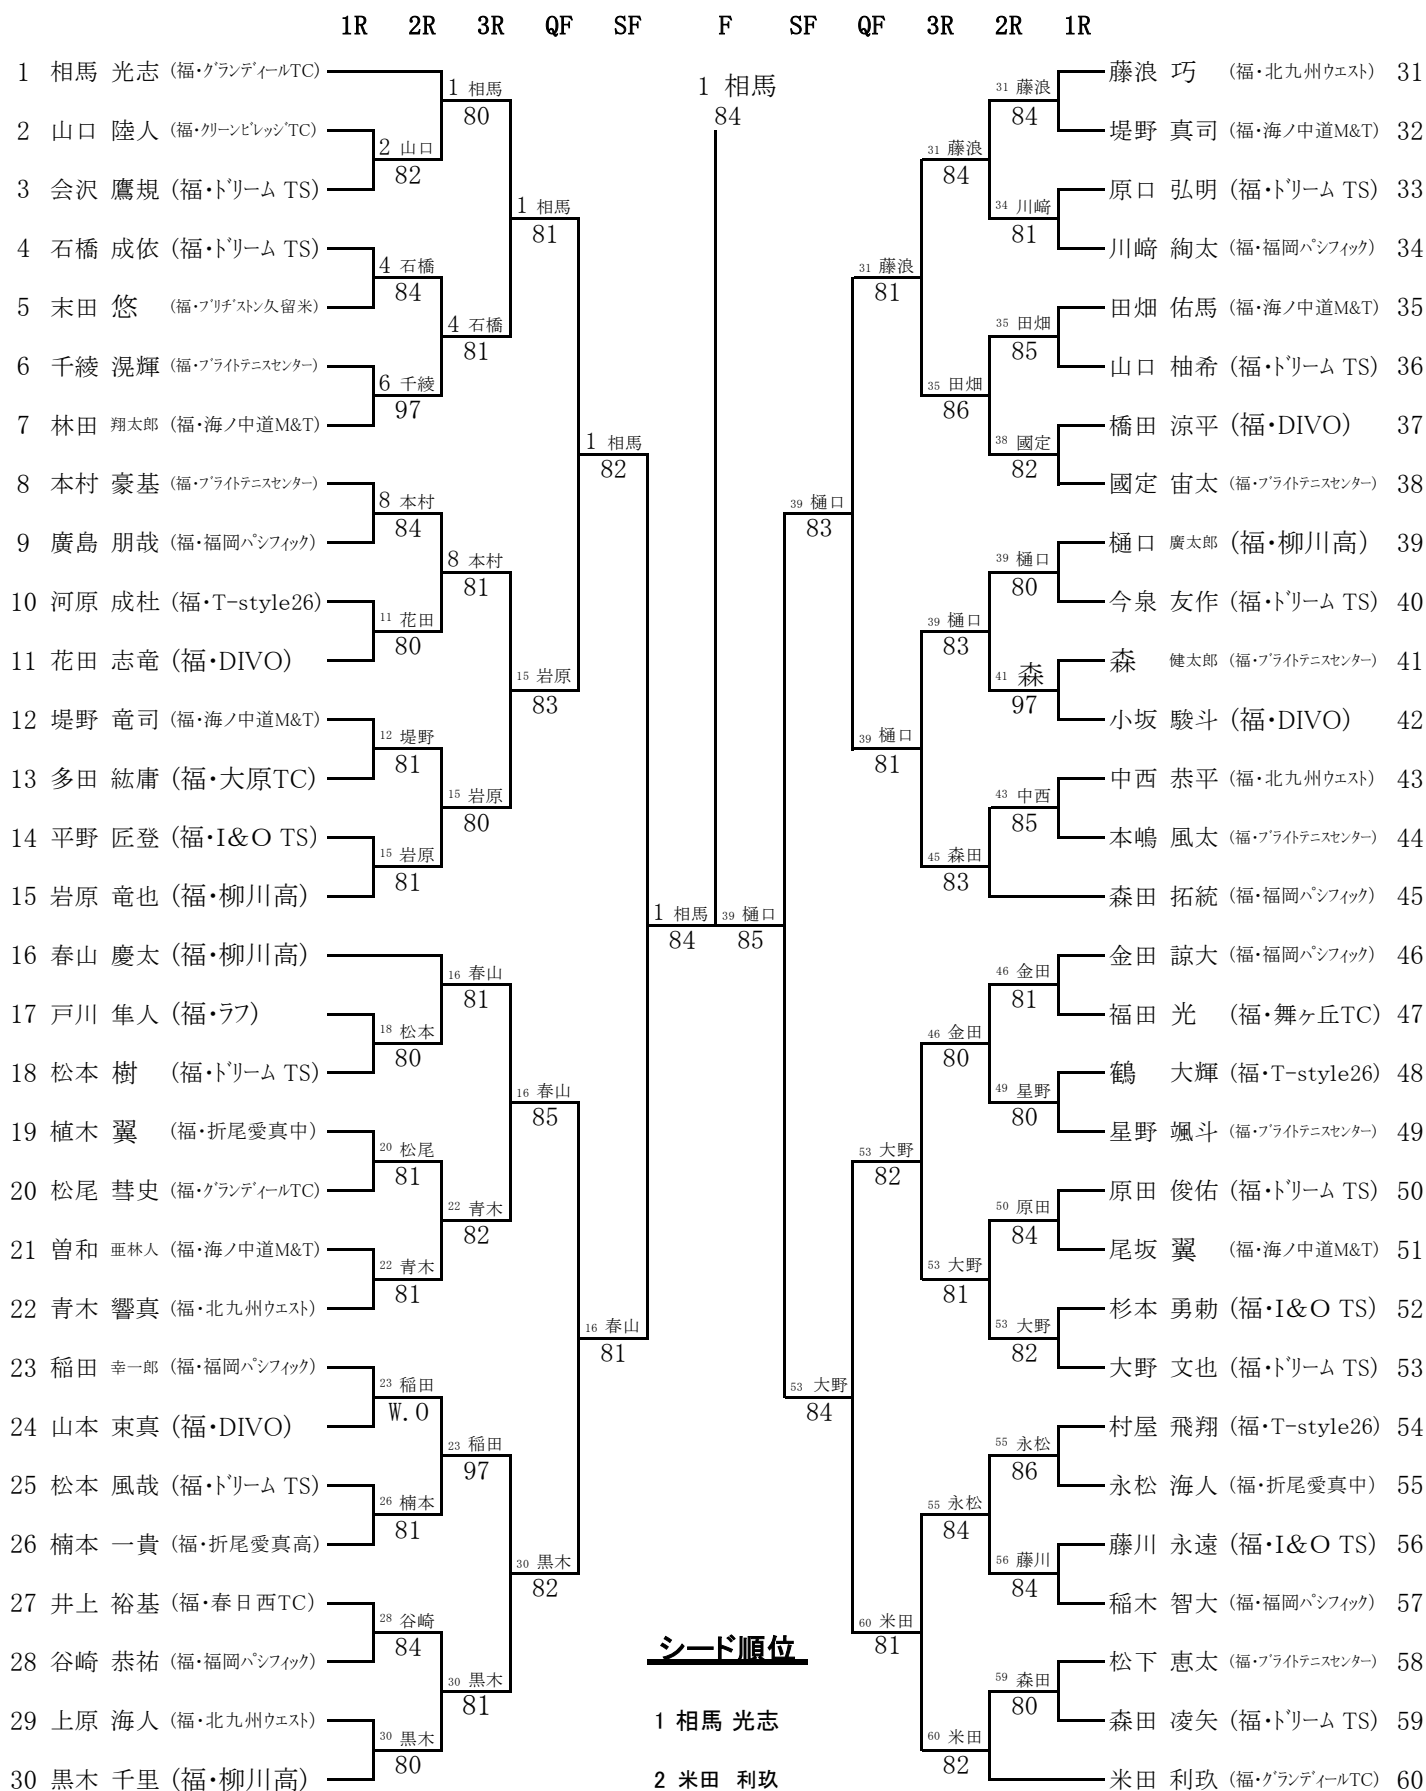 1R 2R 3R QF SF F SF QF 3R 2R 1R
1 相馬 光志 (福・グランディールTC)
2 山口 陸人 (福・クリーンビレッジTC)
3 会沢 鷹規 (福・ドリーム TS)
4 石橋 成依 (福・ドリーム TS)
5 末田 悠 (福・ブリヂストン久留米)
6 千綾 滉輝 (福・ブライトテニスセンター)
7 林田 翔太郎 (福・海ノ中道M&T)
8 本村 豪基 (福・ブライトテニスセンター)
9 廣島 朋哉 (福・福岡パシフィック)
10 河原 成杜 (福・T-style26)
11 花田 志竜 (福・DIVO)
12 堤野 竜司 (福・海ノ中道M&T)
13 多田 紘庸 (福・大原TC)
14 平野 匠登 (福・I&O TS)
15 岩原 竜也 (福・柳川高)
16 春山 慶太 (福・柳川高)
17 戸川 隼人 (福・ラフ)
18 松本 樹 (福・ドリーム TS)
19 植木 翼 (福・折尾愛真中)
20 松尾 彗史 (福・グランディールTC)
21 曽和 亜林人 (福・海ノ中道M&T)
22 青木 響真 (福・北九州ウエスト)
23 稲田 幸一郎 (福・福岡パシフィック)
24 山本 束真 (福・DIVO)
25 松本 風哉 (福・ドリーム TS)
26 楠本 一貴 (福・折尾愛真高)
27 井上 裕基 (福・春日西TC)
28 谷崎 恭祐 (福・福岡パシフィック)
29 上原 海人 (福・北九州ウエスト)
30 黒木 千里 (福・柳川高)
2 山口
82
4 石橋
84
6 千綾
97
8 本村
84
11 花田
80
12 堤野
81
15 岩原
81
18 松本
80
20 松尾
81
22 青木
81
23 稲田
W.O
26 楠本
81
28 谷崎
84
30 黒木
80
1 相馬
80
4 石橋
81
8 本村
81
15 岩原
80
16 春山
81
22 青木
82
23 稲田
97
30 黒木
81
1 相馬
81
15 岩原
83
16 春山
85
30 黒木
82
1 相馬
82
16 春山
81
1 相馬
84
1 相馬
84
39 樋口
85
39 樋口
83
53 大野
84
31 藤浪
81
39 樋口
81
53 大野
82
60 米田
81
31 藤浪
84
35 田畑
86
39 樋口
83
45 森田
83
46 金田
80
53 大野
81
55 永松
84
60 米田
82
31 藤浪
84
34 川﨑
81
35 田畑
85
38 國定
82
39 樋口
80
41 森
97
43 中西
85
46 金田
81
49 星野
80
50 原田
84
53 大野
82
55 永松
86
56 藤川
84
59 森田
80
藤浪 巧 (福・北九州ウエスト) 31
堤野 真司 (福・海ノ中道M&T) 32
原口 弘明 (福・ドリーム TS) 33
川﨑 絢太 (福・福岡パシフィック) 34
田畑 佑馬 (福・海ノ中道M&T) 35
山口 柚希 (福・ドリーム TS) 36
橋田 涼平 (福・DIVO) 37
國定 宙太 (福・ブライトテニスセンター) 38
樋口 廣太郎 (福・柳川高) 39
今泉 友作 (福・ドリーム TS) 40
森 健太郎 (福・ブライトテニスセンター) 41
小坂 駿斗 (福・DIVO) 42
中西 恭平 (福・北九州ウエスト) 43
本嶋 風太 (福・ブライトテニスセンター) 44
森田 拓統 (福・福岡パシフィック) 45
金田 諒大 (福・福岡パシフィック) 46
福田 光 (福・舞ヶ丘TC) 47
鶴 大輝 (福・T-style26) 48
星野 颯斗 (福・ブライトテニスセンター) 49
原田 俊佑 (福・ドリーム TS) 50
尾坂 翼 (福・海ノ中道M&T) 51
杉本 勇勅 (福・I&O TS) 52
大野 文也 (福・ドリーム TS) 53
村屋 飛翔 (福・T-style26) 54
永松 海人 (福・折尾愛真中) 55
藤川 永遠 (福・I&O TS) 56
稲木 智大 (福・福岡パシフィック) 57
松下 恵太 (福・ブライトテニスセンター) 58
森田 凌矢 (福・ドリーム TS) 59
米田 利玖 (福・グランディールTC) 60
シード順位
1 相馬 光志
2 米田 利玖